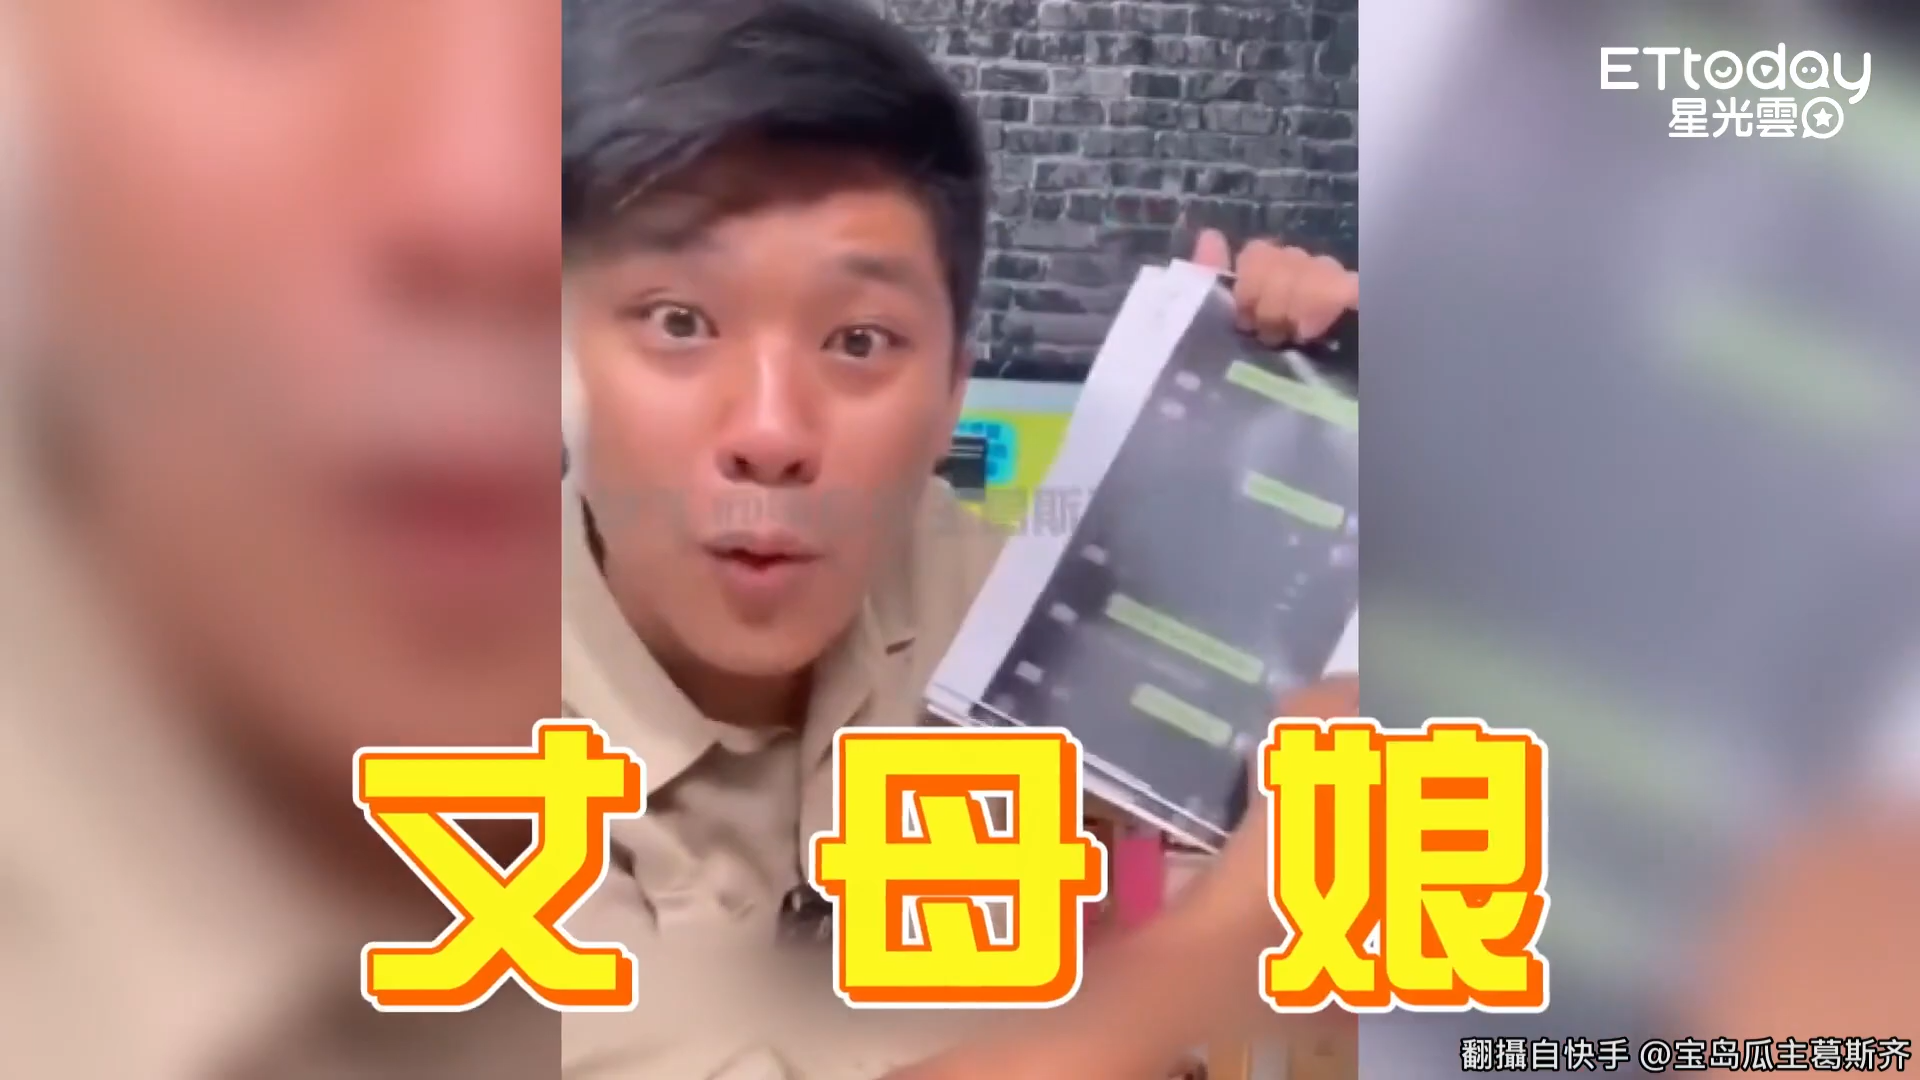 ETtoday
星光雲
丈母娘
翻攝自快手 @宝岛瓜主葛斯齐